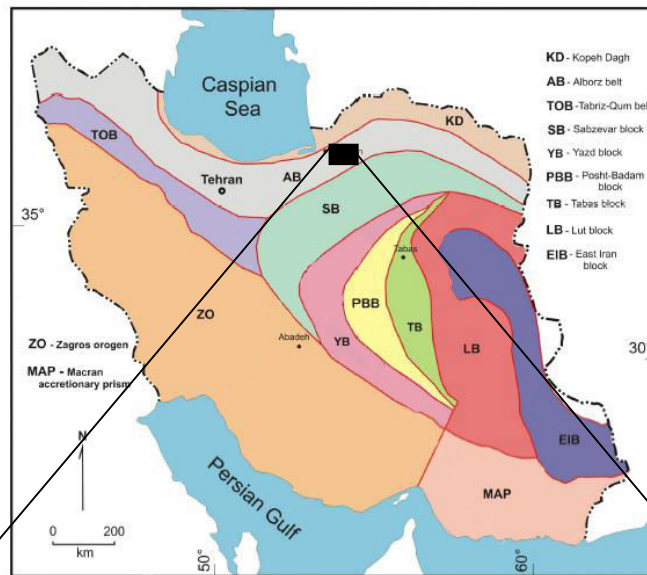 KD - Kopeh Dagh
AB - Alborz belt
TOB-Tabriz-Qum bel
SB - Sabzevar block
YB - Yazd block
PBB - Posht-Badam
block
TB - Tabas block
LB - Lut block
EIB - East Iran
block
Caspian
Sea
KD
TOB
AB
Tehran
SB
35°
Tabas
PBB
ZO
TB
Abadeh
YB
LB
30
ZO - Zagros orogen
MAP - Macran
accretionary prism
N
EIB
MAP
Persian Gulf
0 200
km
50°
60°